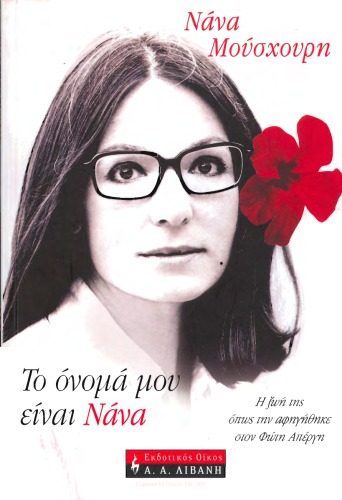 Νάνα
Μούσχουρη
Το όνομά μου
είναι Νάνα
Η ζωή της
όπως την αφηγήθηκε
στον Φώτη Απέργη
Εκδοτικός Οίκος
Α. Α. ΛΙΒΑΝΗ